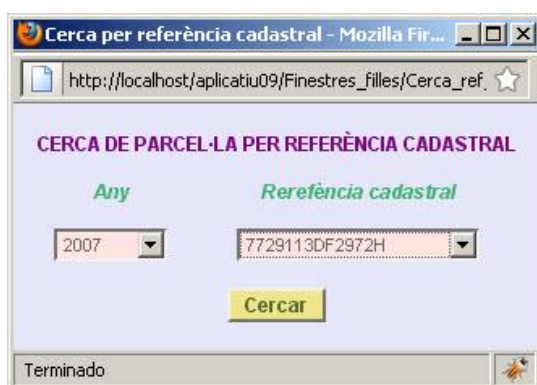 Cerca per referència cadastral - Mozilla Fir...
http://localhost/aplicatiu09/Finestres_filles/Cerca_ref_
CERCA DE PARCEL·LA PER REFERÈNCIA CADASTRAL
Any Rerefència cadastral
2007 7729113DF2972H
Cercar
Terminado